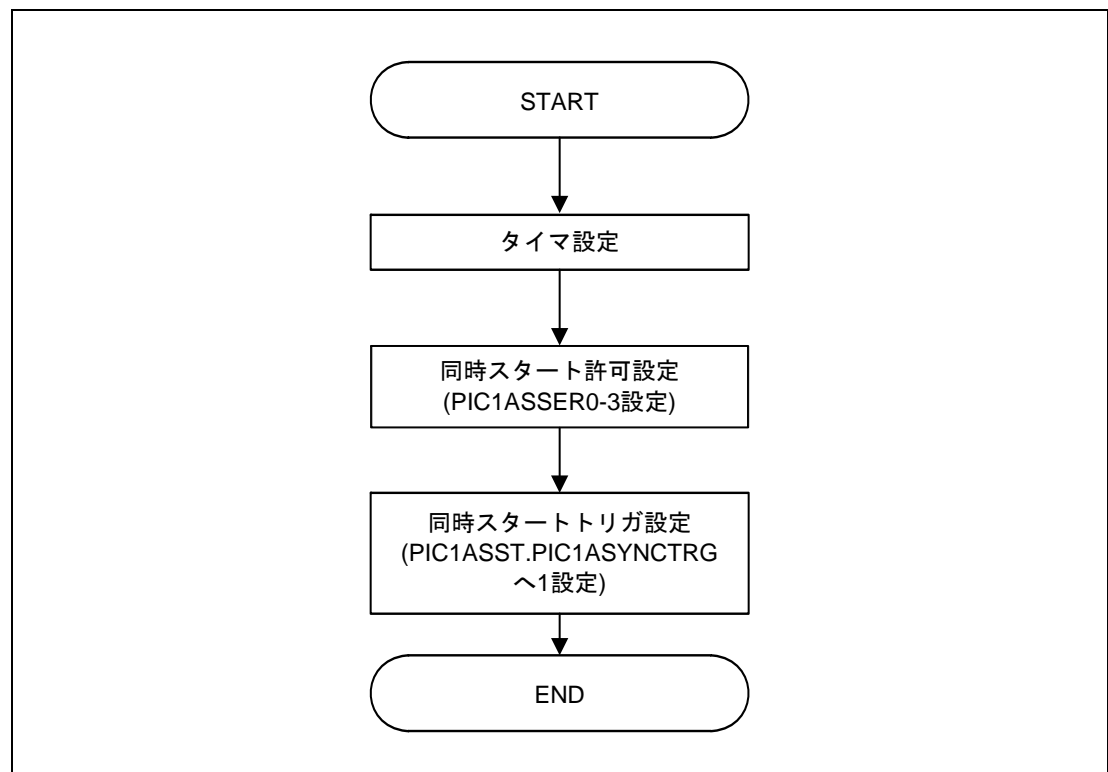 START
タイマ設定
同時スタート許可設定
(PIC1ASSER0-3設定)
同時スタートトリガ設定
(PIC1ASST.PIC1ASYNCTRG
へ1設定)
END